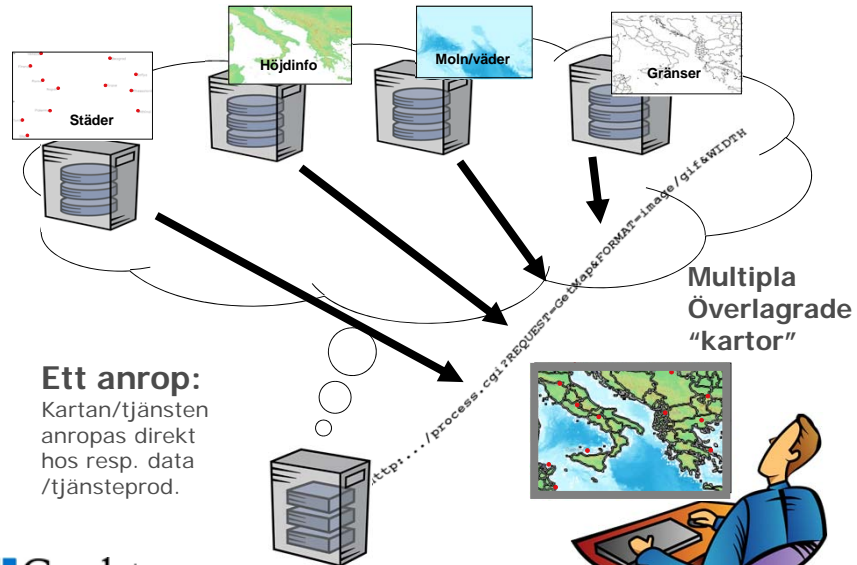 Städer
Höjdinfo
Moln/väder
Gränser
http:.../process.cgi?REQUEST=GetMap&FORMAT=image/gif&WIDTH
Multipla
Överlagrade
“kartor”
Ett anrop:
Kartan/tjänsten
anropas direkt
hos resp. data
/tjänsteprod.